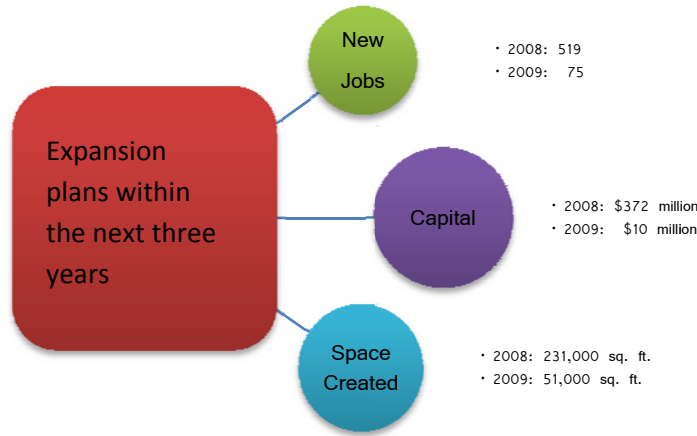 New
Jobs
· 2008: 519
· 2009: 75
Expansion
plans within
the next three
years
Capital
· 2008: $372 million
· 2009: $10 million
Space
Created
· 2008: 231,000 sq. ft.
· 2009: 51,000 sq. ft.